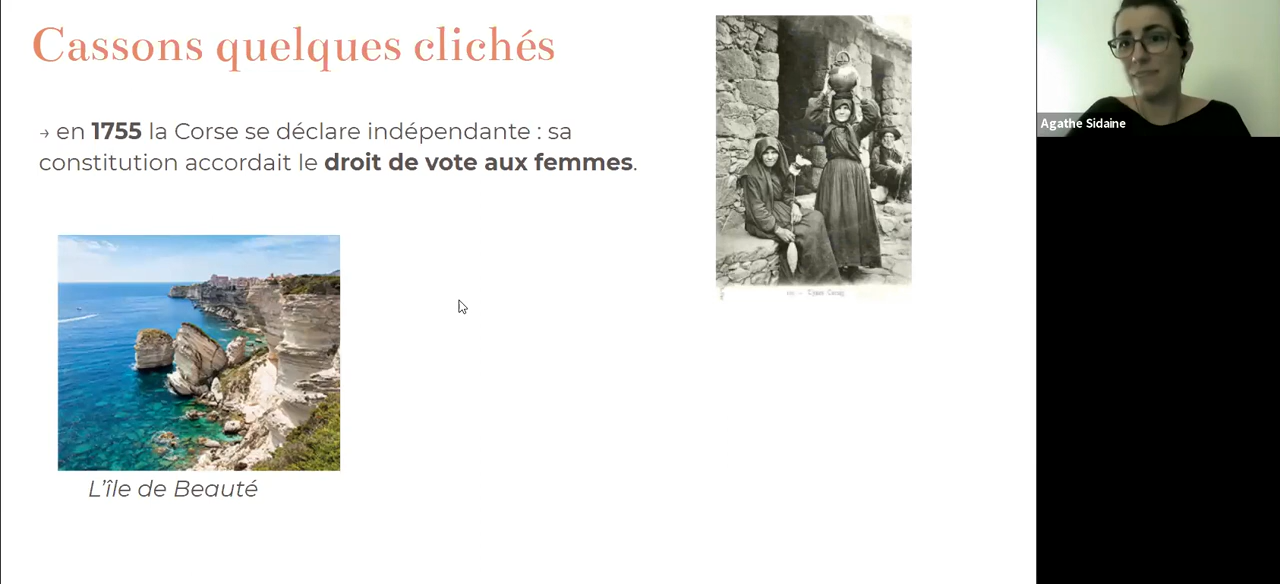 Cassons quelques clichés
→ en 1755 la Corse se déclare indépendante : sa
constitution accordait le droit de vote aux femmes.
L'île de Beauté
Agathe Sidaine